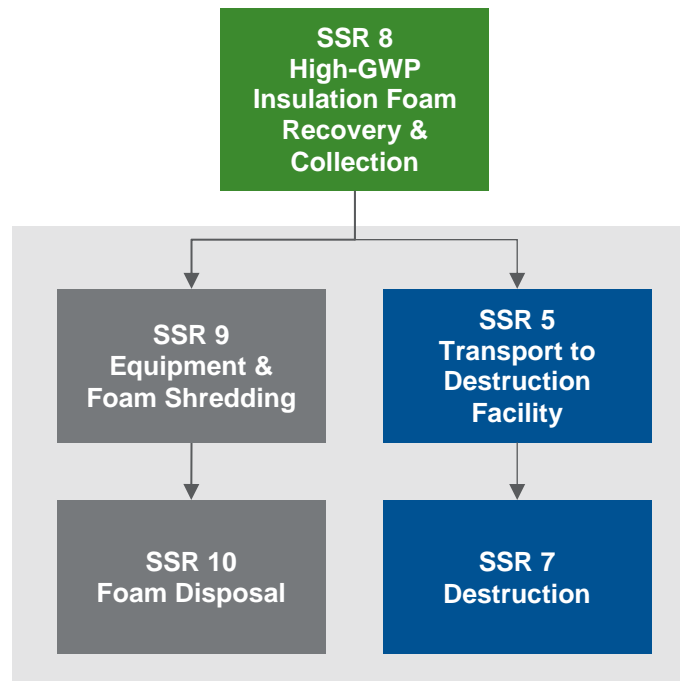 SSR 8
High-GWP
Insulation Foam
Recovery &
Collection
SSR 9
Equipment &
Foam Shredding
SSR 5
Transport to
Destruction
Facility
SSR 10
Foam Disposal
SSR 7
Destruction